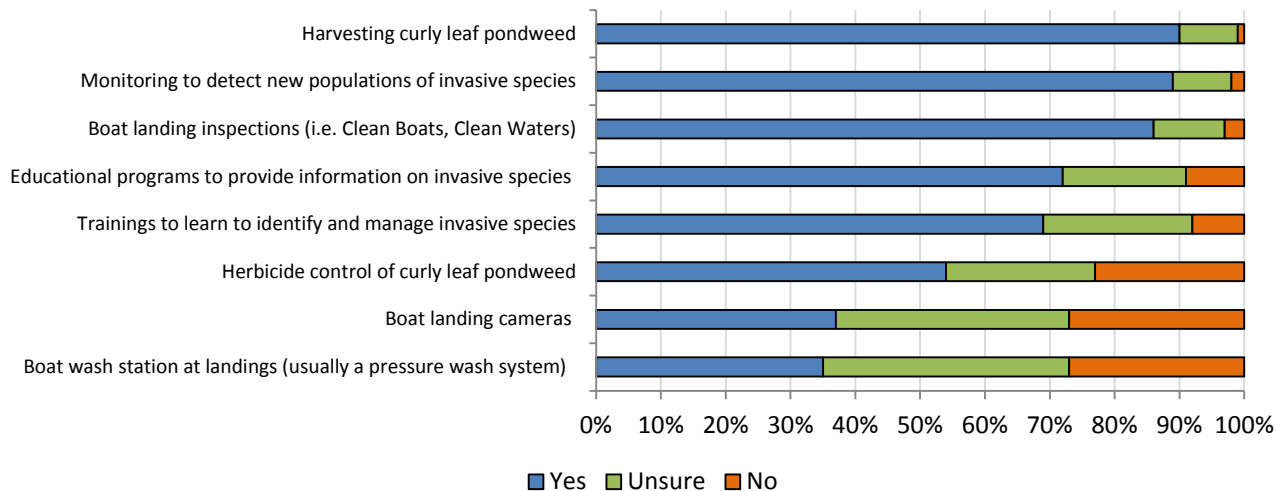 Harvesting curly leaf pondweed
Monitoring to detect new populations of invasive species
Boat landing inspections (i.e. Clean Boats, Clean Waters)
Educational programs to provide information on invasive species
Trainings to learn to identify and manage invasive species
Herbicide control of curly leaf pondweed
Boat landing cameras
Boat wash station at landings (usually a pressure wash system)
0% 10% 20% 30% 40% 50% 60% 70% 80% 90% 100%
Yes Unsure No